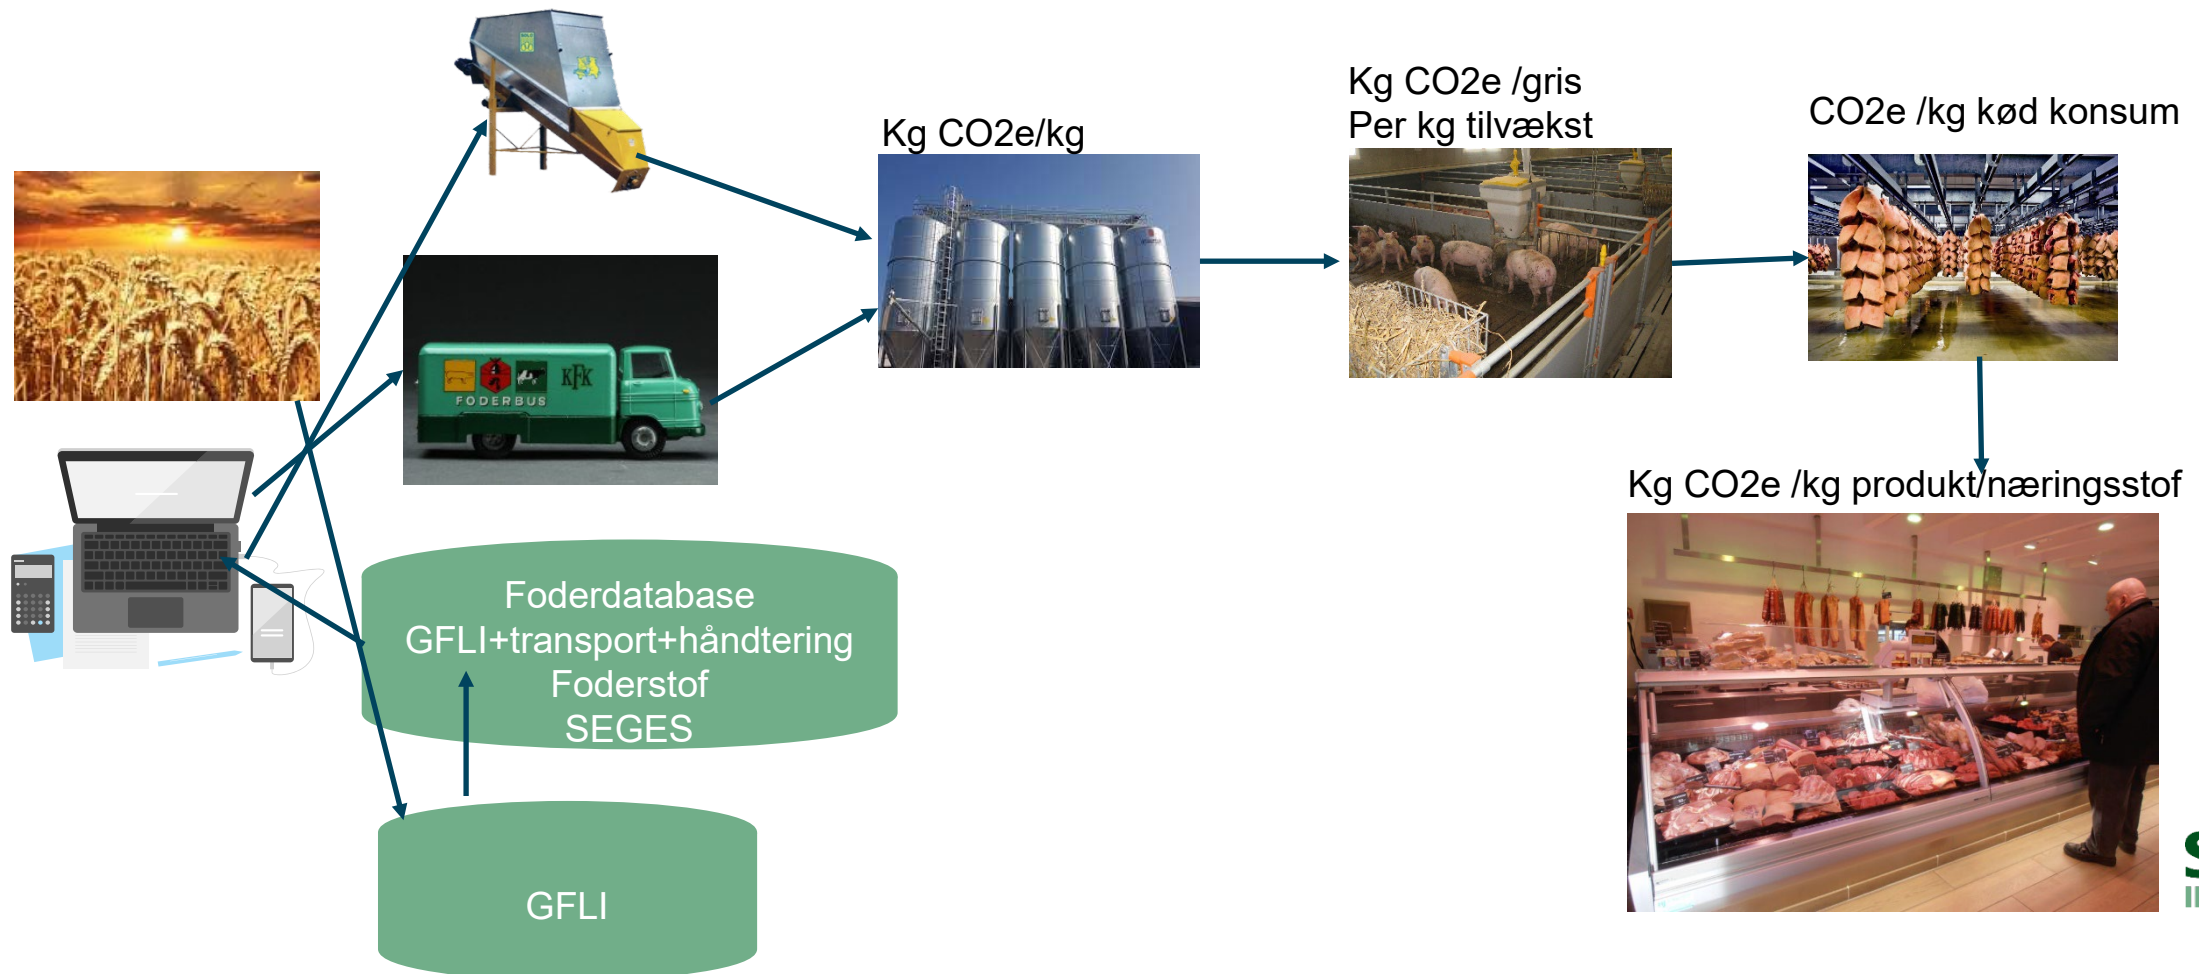 Kg CO2e/kg
Kg CO2e /gris
Per kg tilvækst
CO2e /kg kød konsum
KFK
FODERBUS
Kg CO2e /kg produkt/næringsstof
Foderdatabase
GFLI+transport+håndtering
Foderstof
SEGES
GFLI